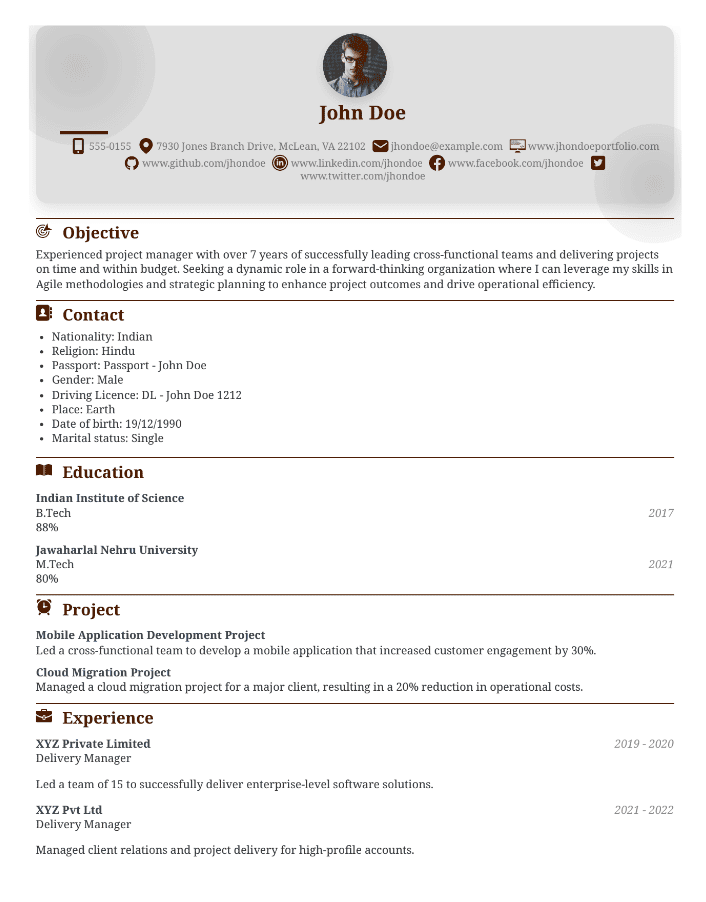 John Doe
555-0155 7930 Jones Branch Drive, McLean, VA 22102 jhondoe@example.com www.jhondoeportfolio.com
www.github.com/jhondoe www.linkedin.com/jhondoe www.facebook.com/jhondoe
www.twitter.com/jhondoe
Objective
Experienced project manager with over 7 years of successfully leading cross-functional teams and delivering projects
on time and within budget. Seeking a dynamic role in a forward-thinking organization where I can leverage my skills in
Agile methodologies and strategic planning to enhance project outcomes and drive operational efficiency.
Contact
• Nationality: Indian
• Religion: Hindu
• Passport: Passport - John Doe
• Gender: Male
• Driving Licence: DL - John Doe 1212
• Place: Earth
• Date of birth: 19/12/1990
• Marital status: Single
Education
Indian Institute of Science
B.Tech 2017
88%
Jawaharlal Nehru University
M.Tech 2021
80%
Project
Mobile Application Development Project
Led a cross-functional team to develop a mobile application that increased customer engagement by 30%.
Cloud Migration Project
Managed a cloud migration project for a major client, resulting in a 20% reduction in operational costs.
Experience
XYZ Private Limited 2019 - 2020
Delivery Manager
Led a team of 15 to successfully deliver enterprise-level software solutions.
XYZ Pvt Ltd 2021 - 2022
Delivery Manager
Managed client relations and project delivery for high-profile accounts.